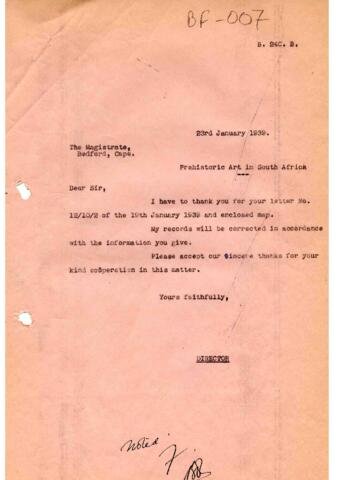 BF-007
B. 24C. 2.
23rd January 1939.
The Magistrate,
Bedford, Cape.
Prehistoric Art in South Africa
Dear Sir,
I have to thank you for your letter No.
12/10/2 of the 19th January 1939 and enclosed map.
My records will be corrected in accordance
with the information you give.
Please accept our sincere thanks for your
kind coöperation in this matter.
Yours faithfully,
DIRECTOR
Noted